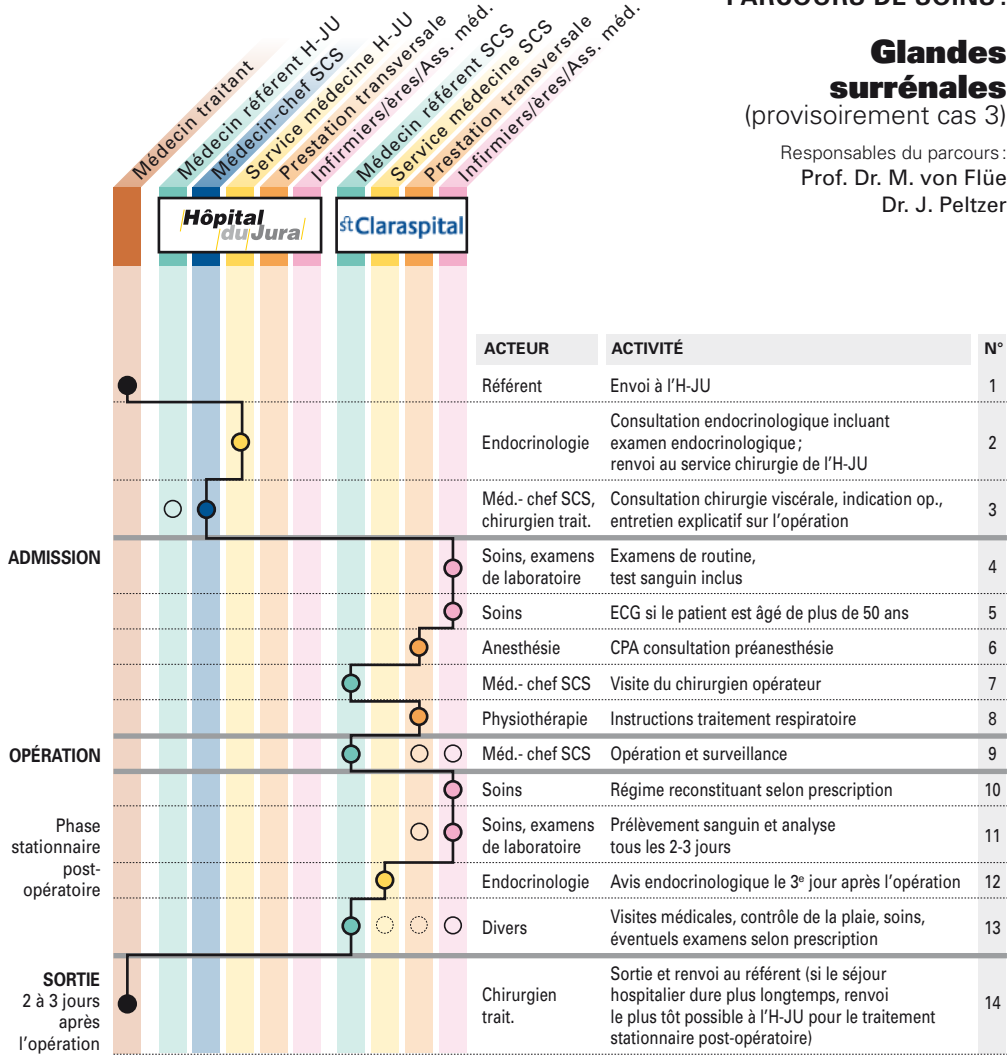 PARCOURS DE SOINS :
Glandes
surrénales
(provisoirement cas 3)
Responsables du parcours :
Prof. Dr. M. von Flüe
Dr. J. Peltzer
Médecin traitant
Médecin référent H-JU
Médecin-chef SCS
Service médecine H-JU
Prestation transversale
Infirmiers/ères/Ass. méd.
Médecin référent SCS
Service médecine SCS
Prestation transversale
Infirmiers/ères/Ass. méd.
Hôpital
du Jura
st Claraspital
ACTEUR ACTIVITÉ N°
Référent Envoi à l'H-JU 1
Endocrinologie Consultation endocrinologique incluant
examen endocrinologique ;
renvoi au service chirurgie de l'H-JU 2
Méd.- chef SCS, Consultation chirurgie viscérale, indication op.,
chirurgien trait. entretien explicatif sur l'opération 3
ADMISSION
Soins, examens Examens de routine,
de laboratoire test sanguin inclus 4
Soins ECG si le patient est âgé de plus de 50 ans 5
Anesthésie CPA consultation préanesthésie 6
Méd.- chef SCS Visite du chirurgien opérateur 7
Physiothérapie Instructions traitement respiratoire 8
OPÉRATION Méd.- chef SCS Opération et surveillance 9
Soins Régime reconstituant selon prescription 10
Phase
stationnaire
post-
opératoire
Soins, examens Prélèvement sanguin et analyse
de laboratoire tous les 2-3 jours 11
Endocrinologie Avis endocrinologique le 3e jour après l'opération 12
Divers Visites médicales, contrôle de la plaie, soins,
éventuels examens selon prescription 13
SORTIE
2 à 3 jours
après
l'opération
Chirurgien
trait.
Sortie et renvoi au référent (si le séjour
hospitalier dure plus longtemps, renvoi
le plus tôt possible à l'H-JU pour le traitement
stationnaire post-opératoire) 14